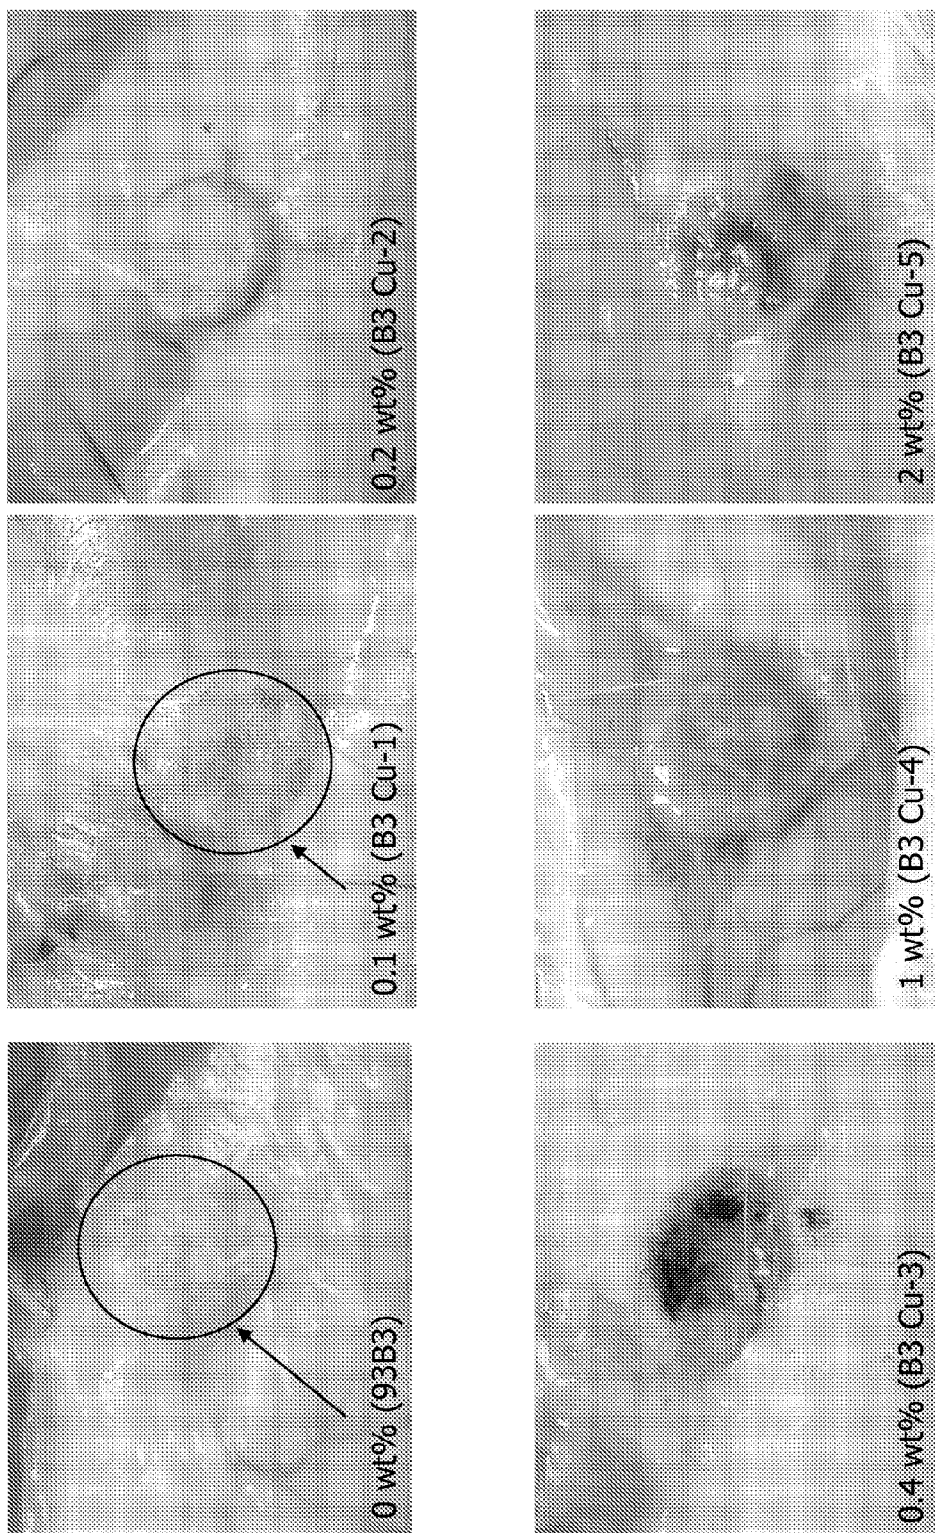 0 wt% (93B3)
0.1 wt% (B3 Cu-1)
0.2 wt% (B3 Cu-2)
0.4 wt% (B3 Cu-3)
1 wt% (B3 Cu-4)
2 wt% (B3 Cu-5)